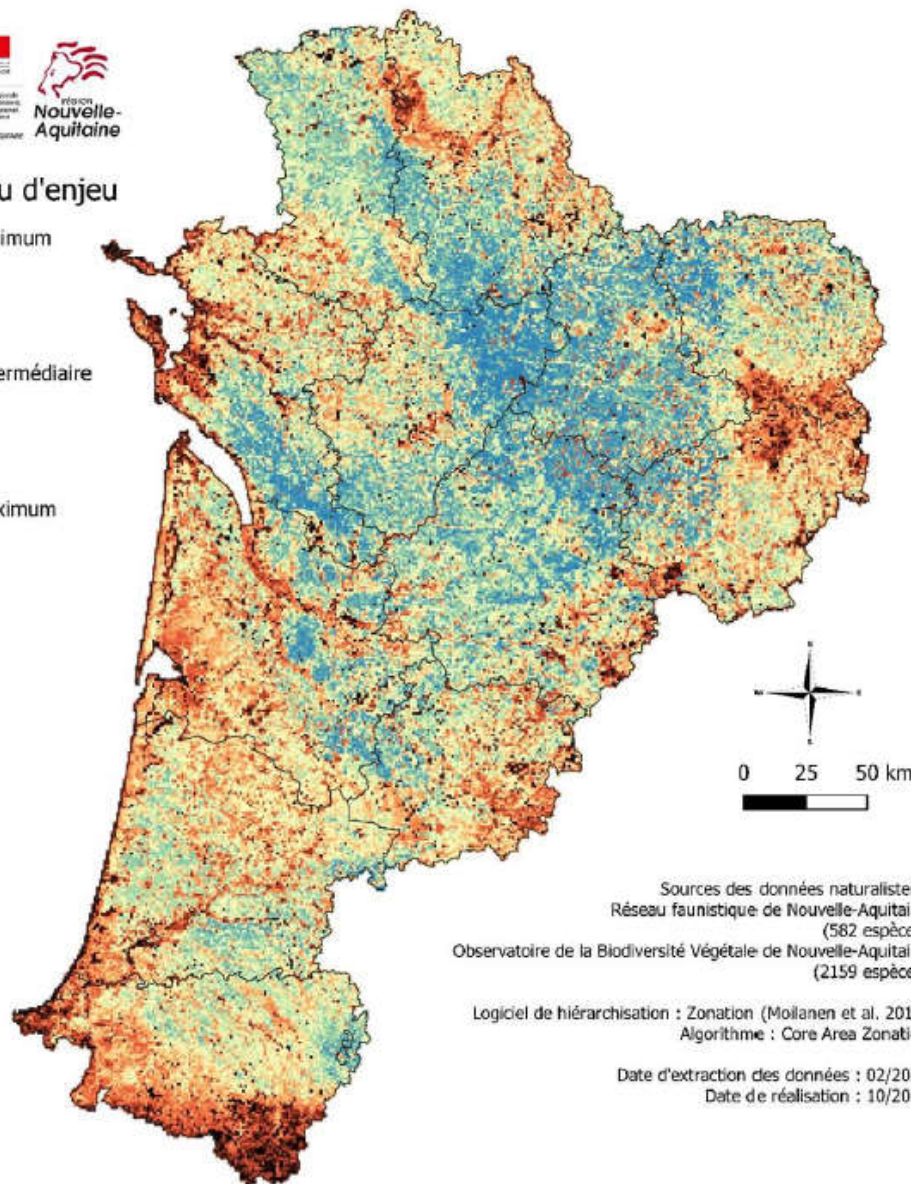 RÉGION
Nouvelle-
Aquitaine
u d'enjeu
imum
ermédiaire
ximum
N
W E
S
0 25 50 km
Sources des données naturaliste
Réseau faunistique de Nouvelle-Aquitai
(582 espèce
Observatoire de la Biodiversité Végétale de Nouvelle-Aquitai
(2159 espèce
Logiciel de hiérarchisation : Zonation (Moilanen et al. 201
Algorithme : Core Area Zonati
Date d'extraction des données : 02/20
Date de réalisation : 10/20